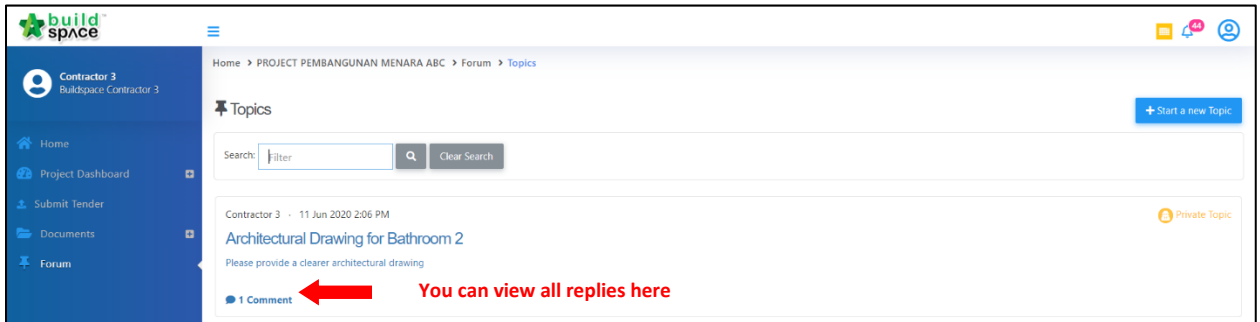 build
space
44
Contractor 3
Buildspace Contractor 3
Home
Project Dashboard
Submit Tender
Documents
Forum
Home > PROJECT PEMBANGUNAN MENARA ABC > Forum > Topics
Topics
+ Start a new Topic
Search: Filter Clear Search
Contractor 3 · 11 Jun 2020 2:06 PM
Private Topic
Architectural Drawing for Bathroom 2
Please provide a clearer architectural drawing
1 Comment
You can view all replies here